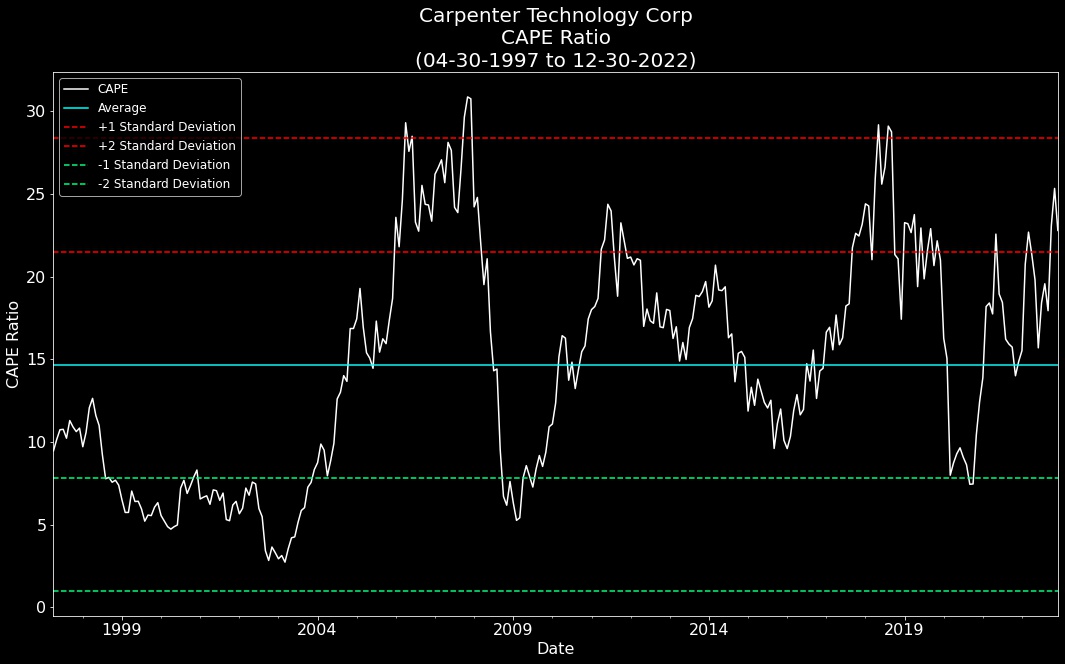 Carpenter Technology Corp
CAPE Ratio
(04-30-1997 to 12-30-2022)
CAPE
Average
+1 Standard Deviation
+2 Standard Deviation
-1 Standard Deviation
-2 Standard Deviation
30
25
20
15
10
5
0
CAPE Ratio
1999
2004
2009
2014
2019
Date